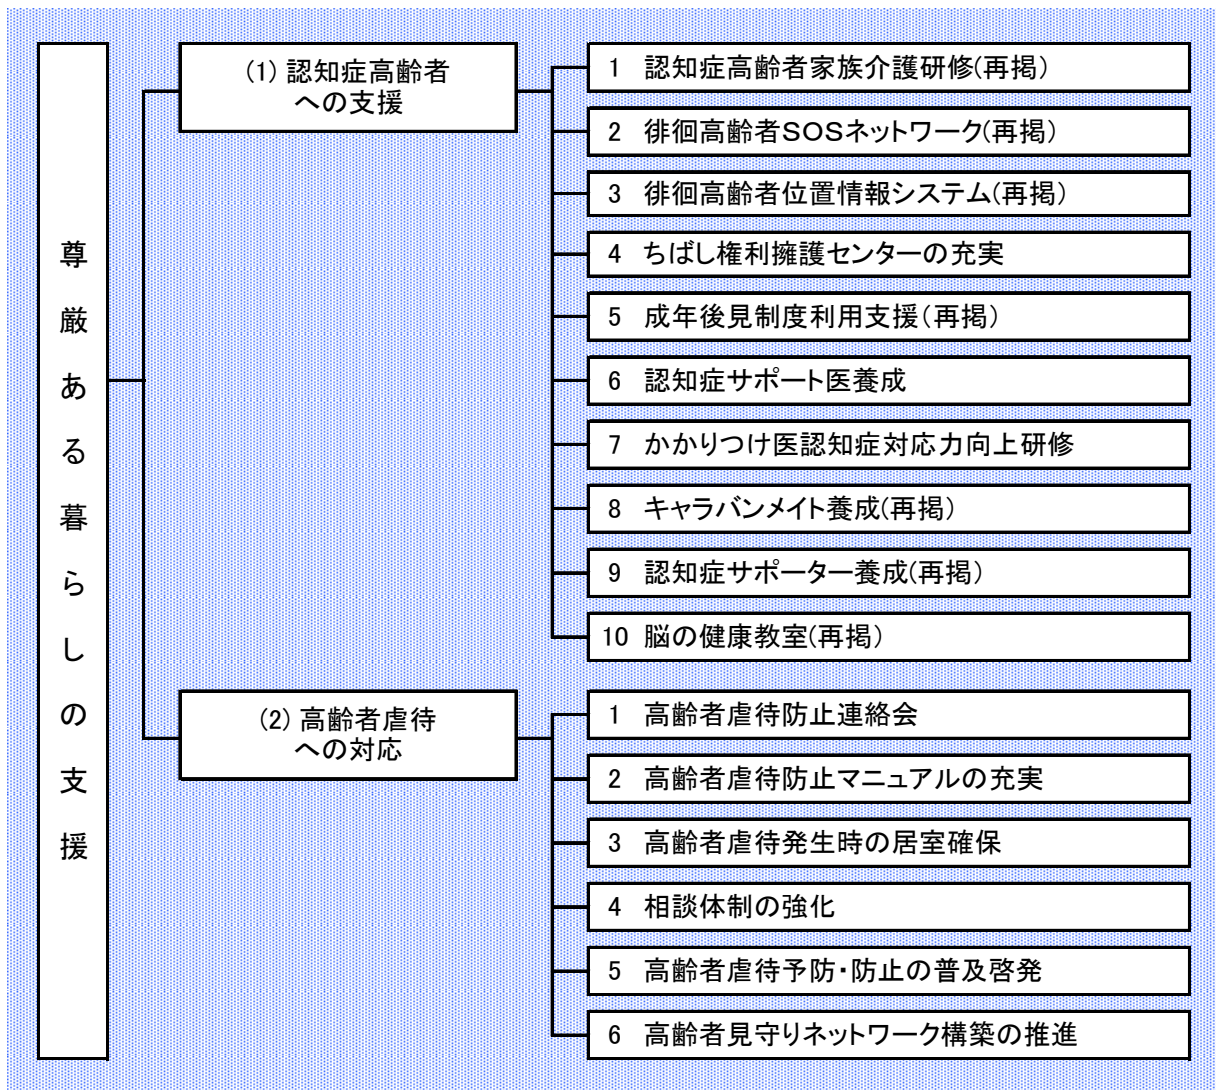 尊厳ある暮らしの支援
(1) 認知症高齢者
への支援
1 認知症高齢者家族介護研修(再掲)
2 徘徊高齢者SOSネットワーク(再掲)
3 徘徊高齢者位置情報システム(再掲)
4 ちばし権利擁護センターの充実
5 成年後見制度利用支援(再掲)
6 認知症サポート医養成
7 かかりつけ医認知症対応力向上研修
8 キャラバンメイト養成(再掲)
9 認知症サポーター養成(再掲)
10 脳の健康教室(再掲)
(2) 高齢者虐待
への対応
1 高齢者虐待防止連絡会
2 高齢者虐待防止マニュアルの充実
3 高齢者虐待発生時の居室確保
4 相談体制の強化
5 高齢者虐待予防・防止の普及啓発
6 高齢者見守りネットワーク構築の推進